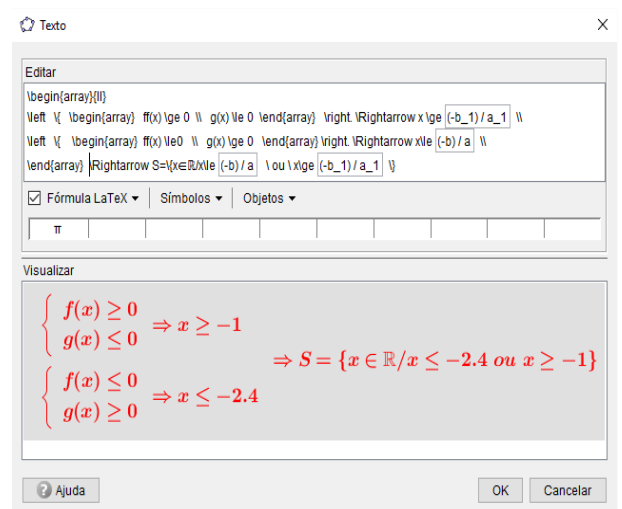 Texto
Editar
\begin{array}{ll}
\left \{ \begin{array} ff(x) \ge 0 \\ g(x) \le 0 \end{array} \right. \Rightarrow x \ge (-b_1) / a_1 \\
\left \{ \begin{array} ff(x) \le0 \\ g(x) \ge 0 \end{array} \right. \Rightarrow x\le (-b) / a \\
\end{array} \Rightarrow S=\{x∈ℝ/x\le (-b) / a \ ou \ x\ge (-b_1) / a_1 \}
Fórmula LaTeX Símbolos Objetos
π
Visualizar
f(x) ≥ 0
g(x) ≤ 0 ⇒ x ≥ −1
⇒ S = {x ∈ ℝ/x ≤ −2.4 ou x ≥ −1}
f(x) ≤ 0
g(x) ≥ 0 ⇒ x ≤ −2.4
Ajuda OK Cancelar